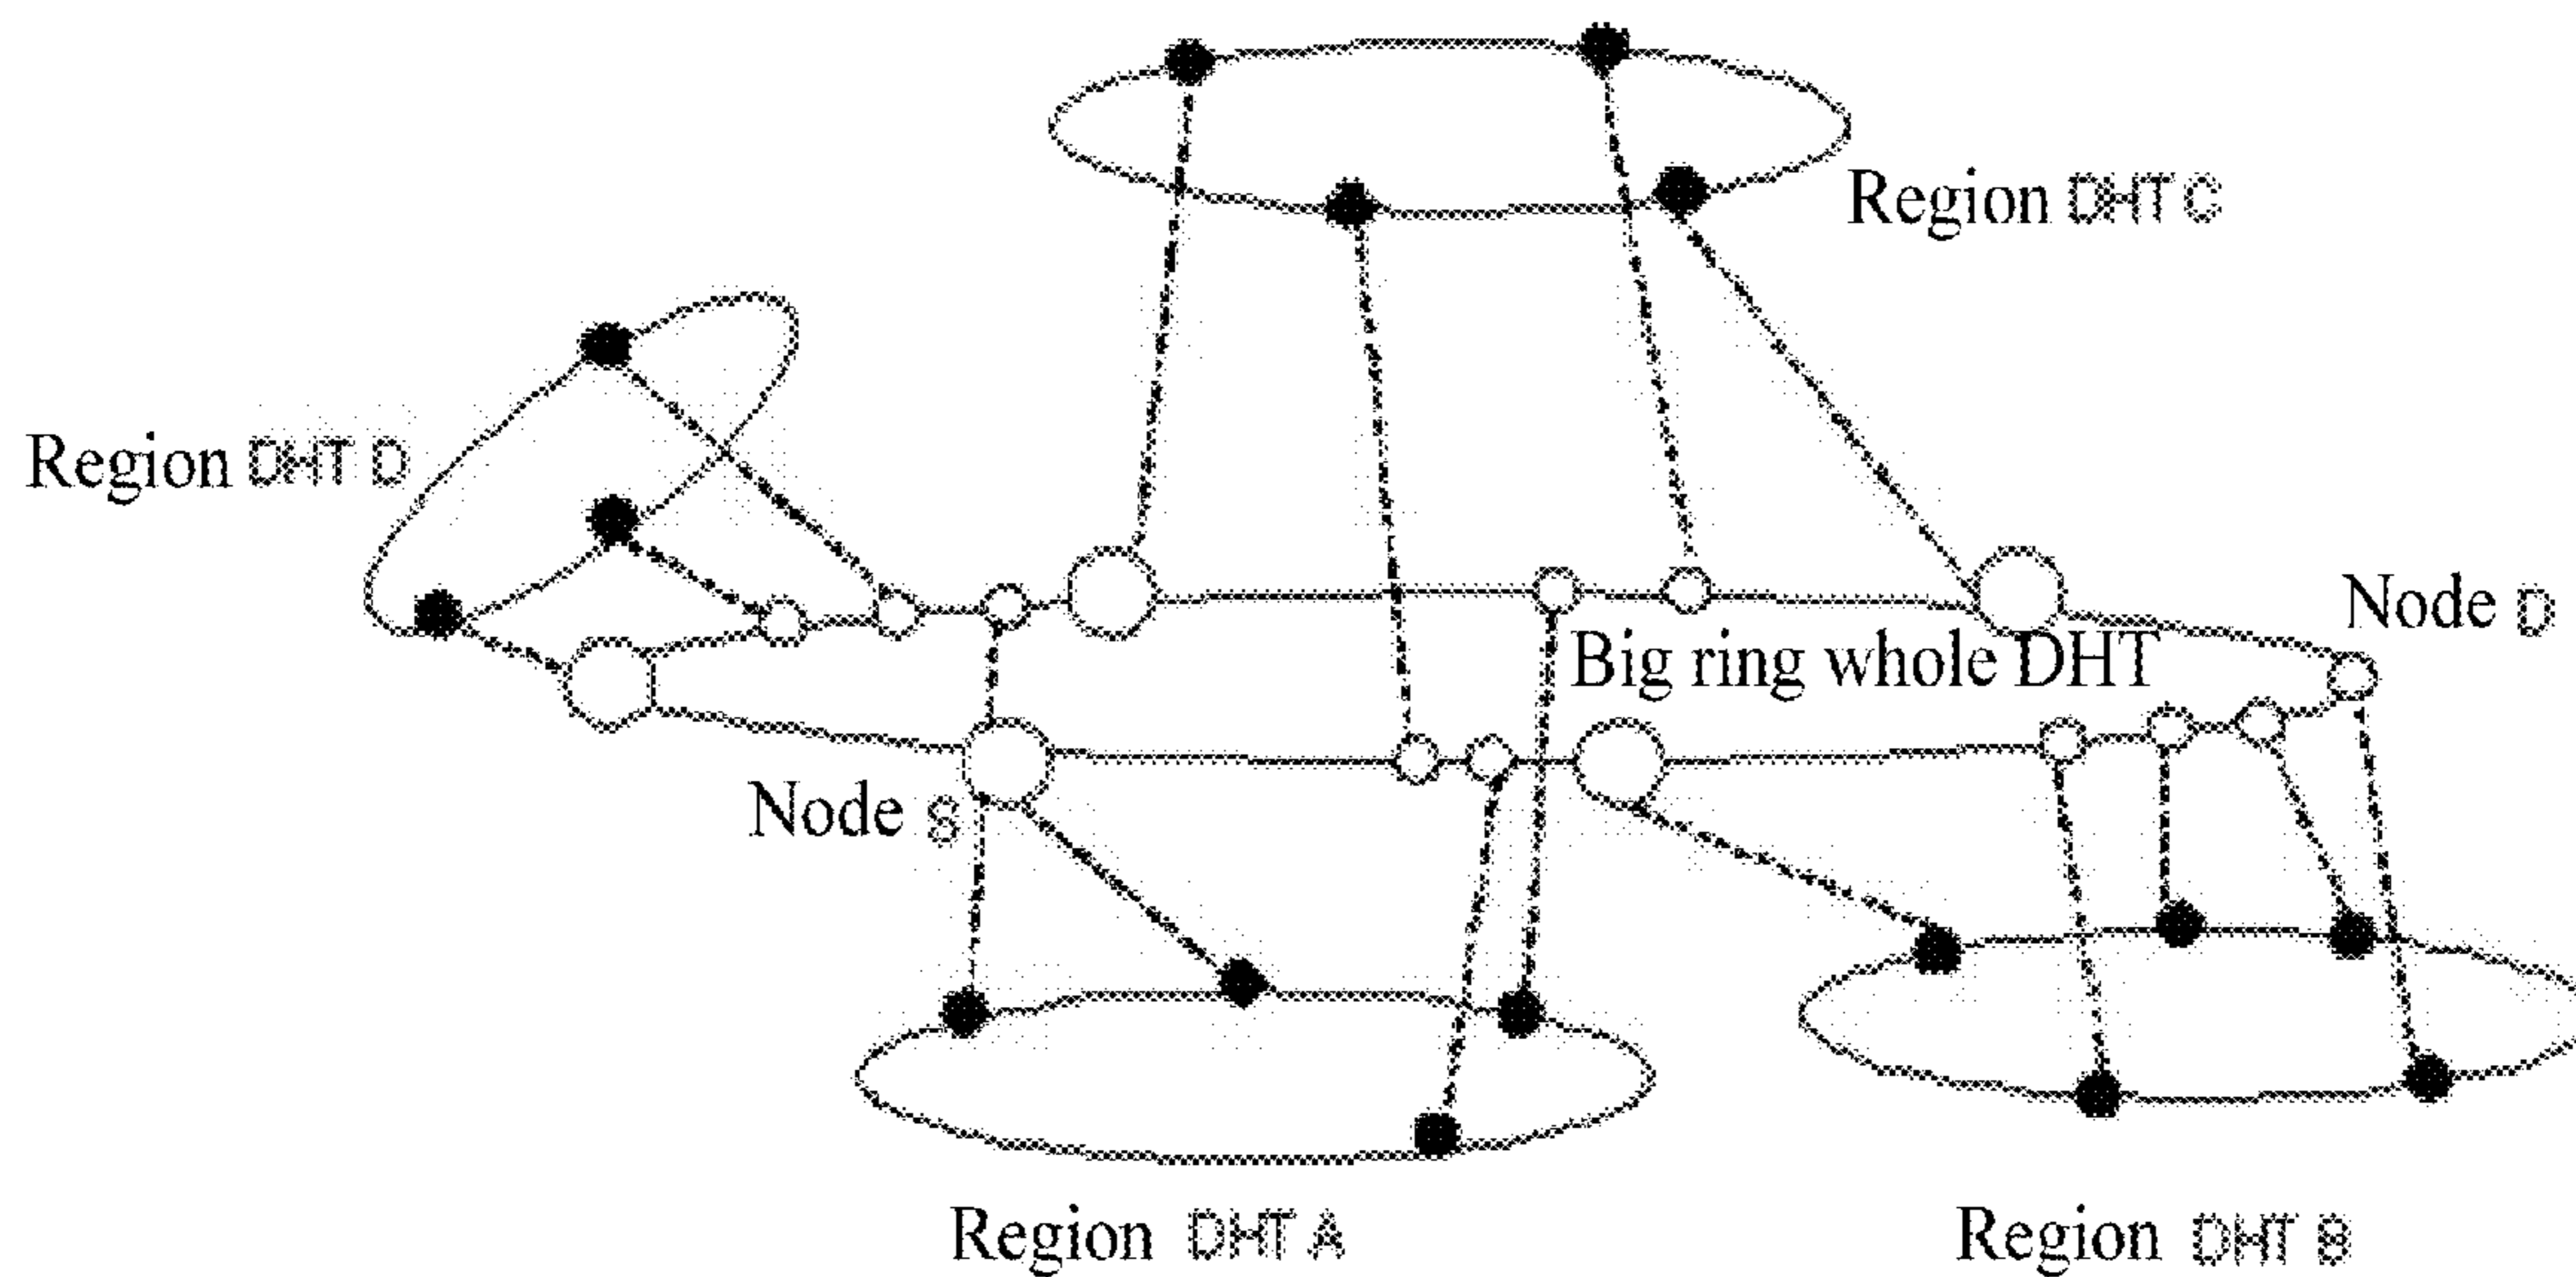 Region DHT C
Region DHT D
Node D
Big ring whole DHT
Node S
Region DHT A
Region DHT B